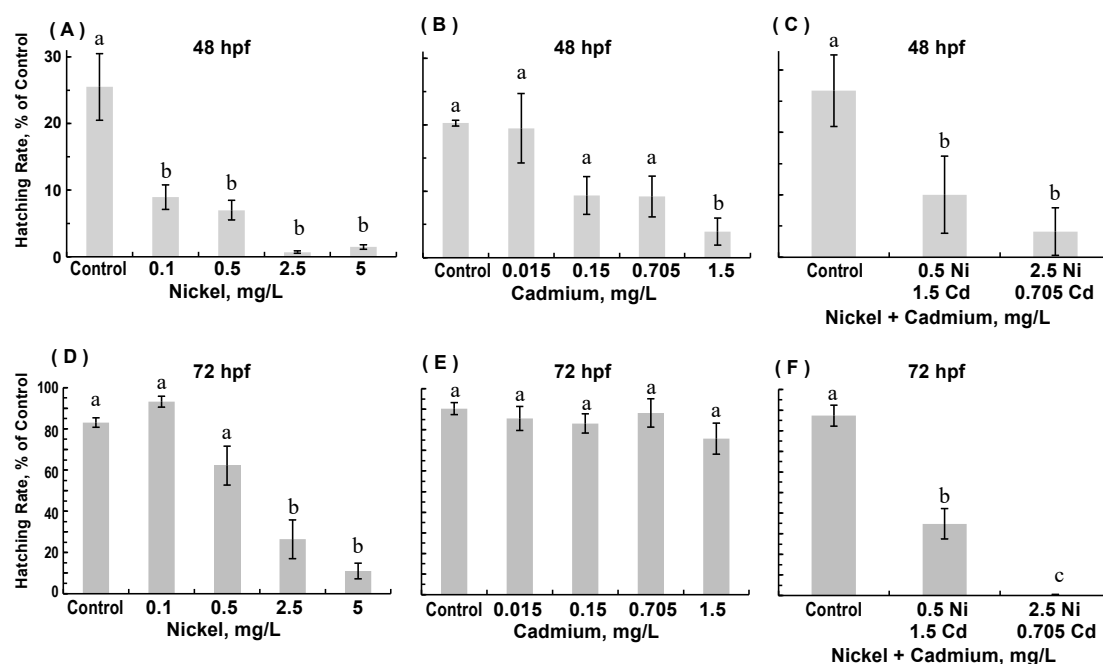 ( A )
48 hpf
Hatching Rate, % of Control
30
20
10
0
a
b
b
b
b
Control 0.1 0.5 2.5 5
Nickel, mg/L
( B )
48 hpf
a
a
a
a
b
Control 0.015 0.15 0.705 1.5
Cadmium, mg/L
( C )
48 hpf
a
b
b
Control 0.5 Ni 2.5 Ni
1.5 Cd 0.705 Cd
Nickel + Cadmium, mg/L
( D )
72 hpf
Hatching Rate, % of Control
100
80
60
40
20
0
a
a
a
b
b
Control 0.1 0.5 2.5 5
Nickel, mg/L
( E )
72 hpf
a
a
a
a
a
Control 0.015 0.15 0.705 1.5
Cadmium, mg/L
( F )
72 hpf
a
b
c
Control 0.5 Ni 2.5 Ni
1.5 Cd 0.705 Cd
Nickel + Cadmium, mg/L